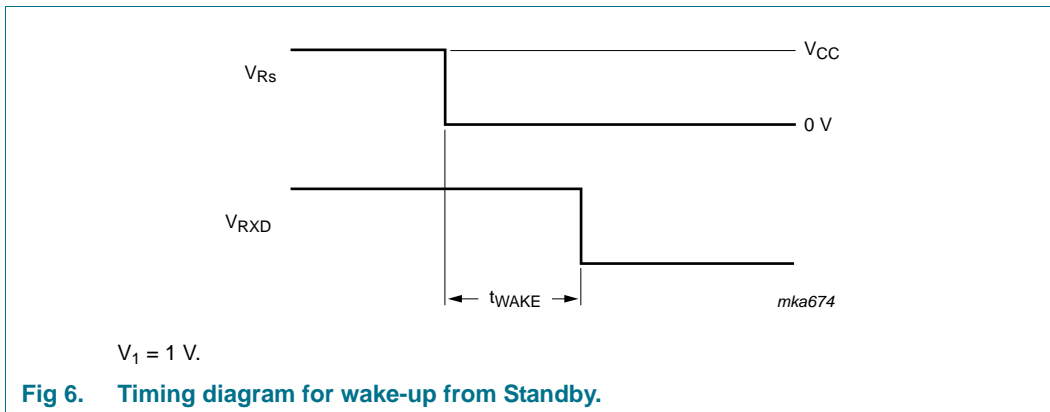 V_CC
V_Rs
0 V
V_RXD
t_WAKE
mka674
V_1 = 1 V.
Fig 6. Timing diagram for wake-up from Standby.